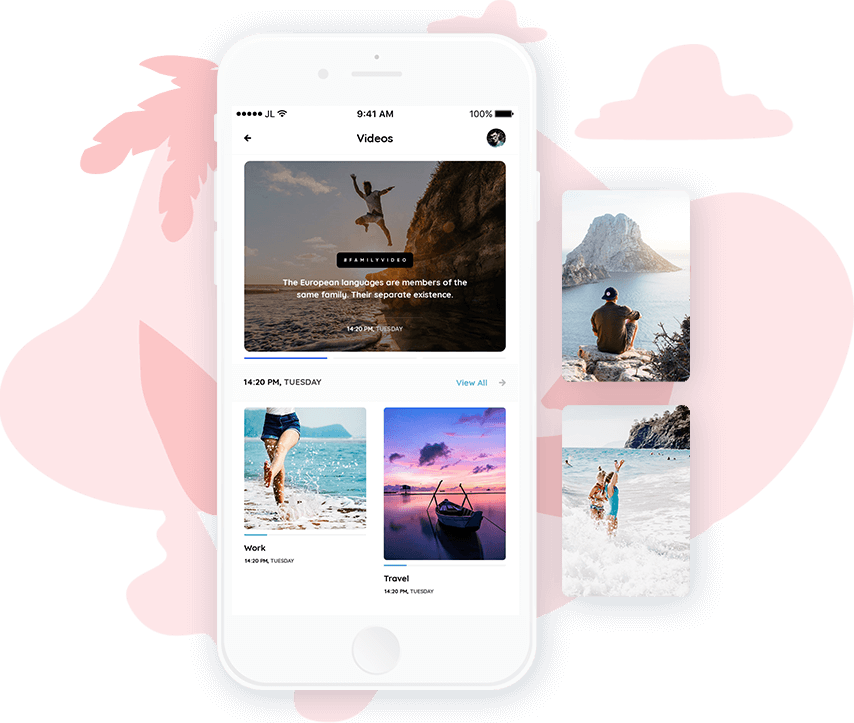 JL 9:41 AM 100%
Videos
#FAMILYVIDEO
The European languages are members of the
same family. Their separate existence.
14:20 PM, TUESDAY
14:20 PM, TUESDAY View All
Work
14:20 PM, TUESDAY
Travel
14:20 PM, TUESDAY